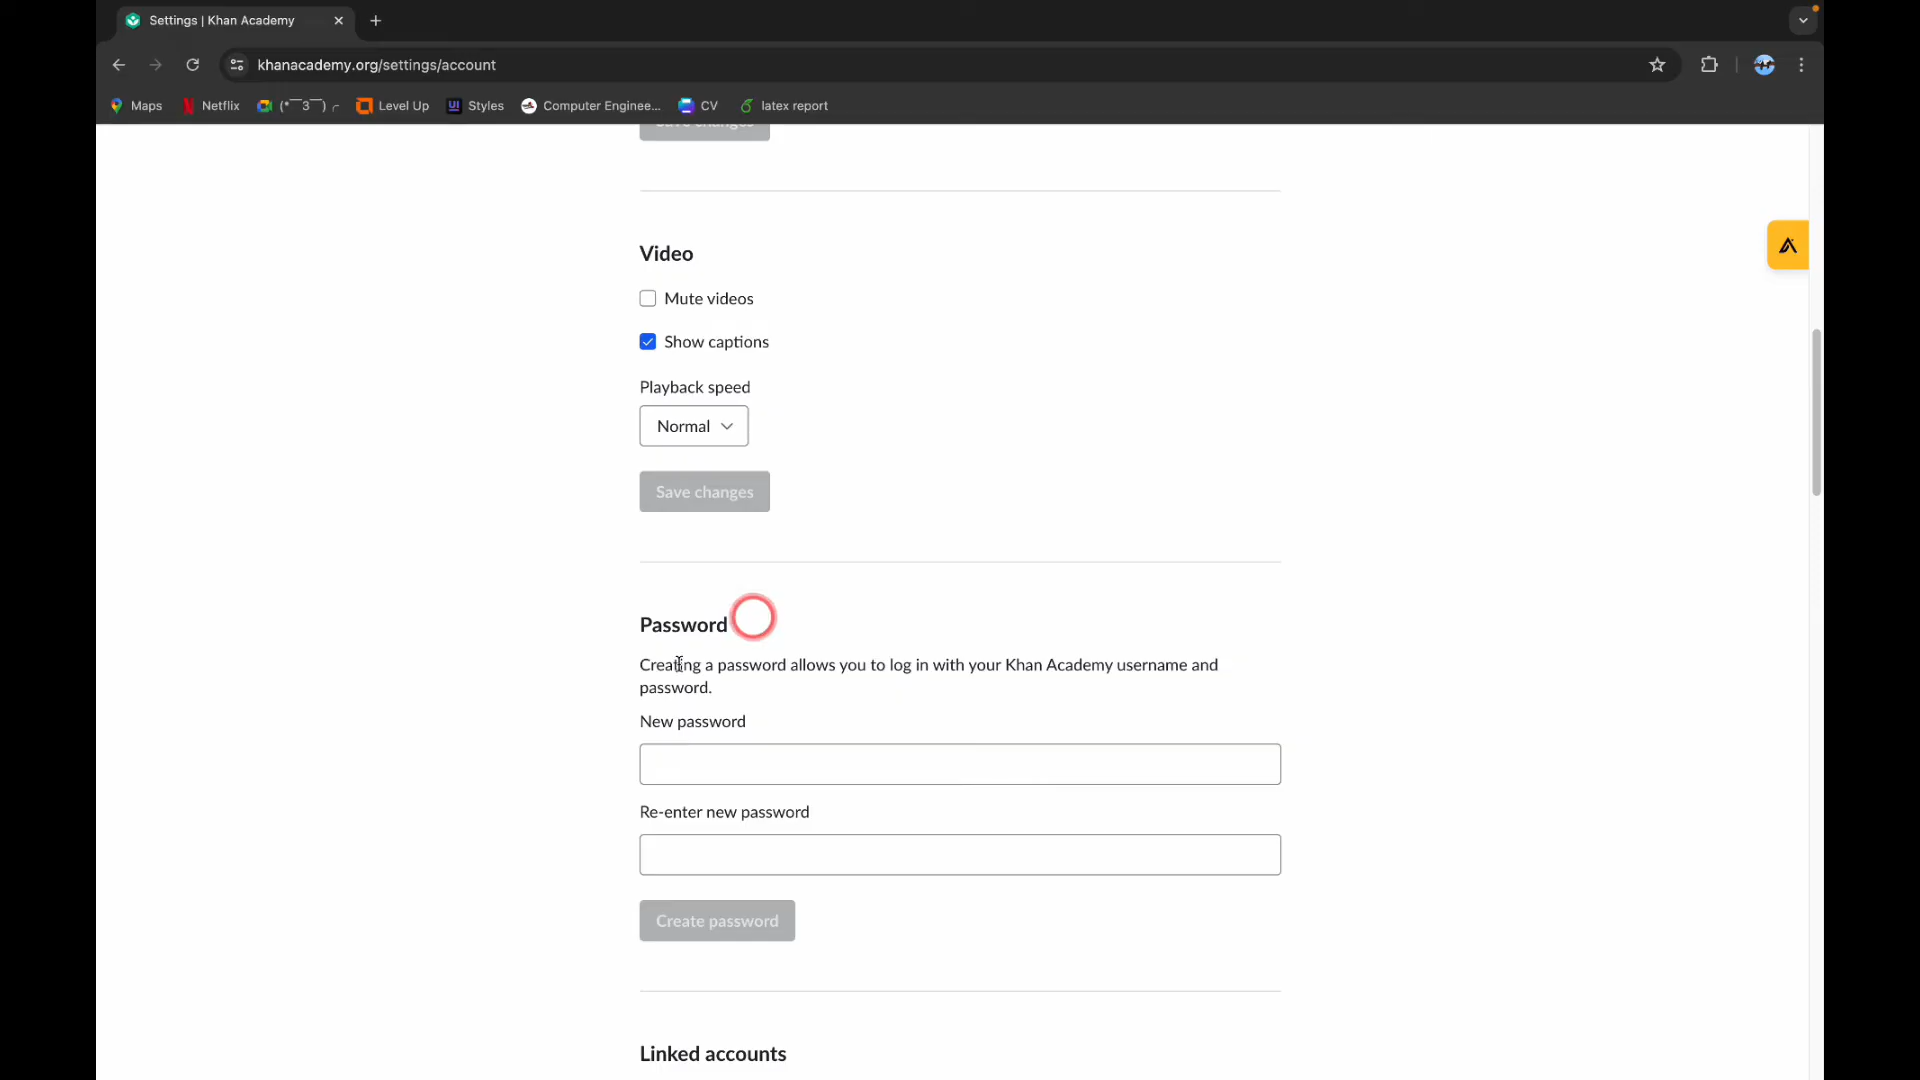 Settings | Khan Academy
khanacademy.org/settings/account
Maps Netflix Level Up Styles Computer Enginee... CV latex report
Save changes
Video
Mute videos
Show captions
Playback speed
Normal
Save changes
Password
Creating a password allows you to log in with your Khan Academy username and
password.
New password
Re-enter new password
Create password
Linked accounts